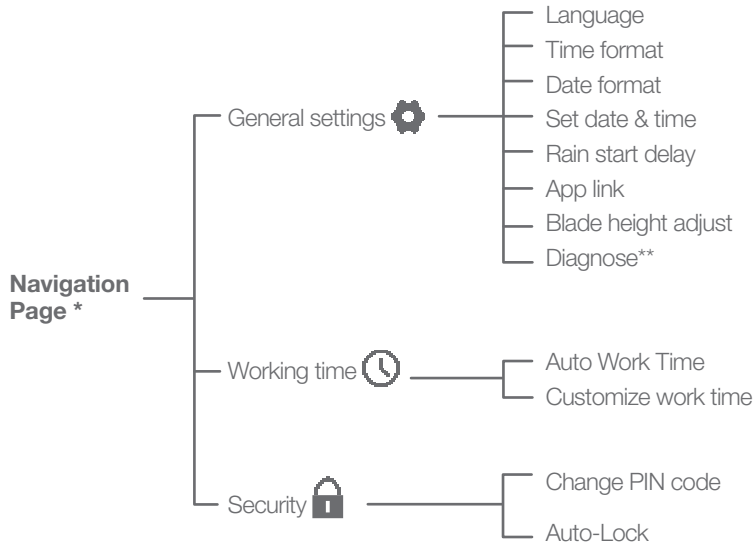 Navigation
Page *
General settings
Language
Time format
Date format
Set date & time
Rain start delay
App link
Blade height adjust
Diagnose**
Working time
Auto Work Time
Customize work time
Security
Change PIN code
Auto-Lock